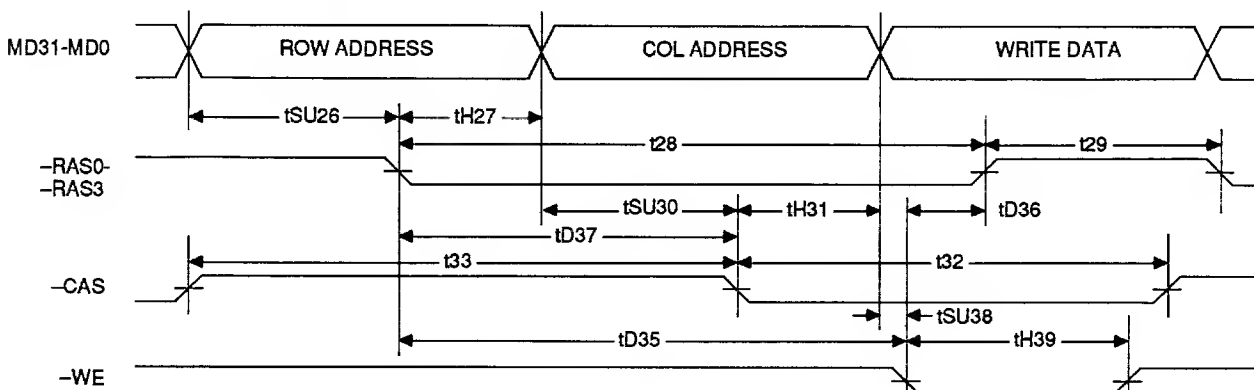 MD31-MD0
ROW ADDRESS
COL ADDRESS
WRITE DATA
tSU26
tH27
t28
t29
–RAS0-
–RAS3
tSU30
tH31
tD36
tD37
t33
t32
–CAS
tSU38
tD35
tH39
–WE